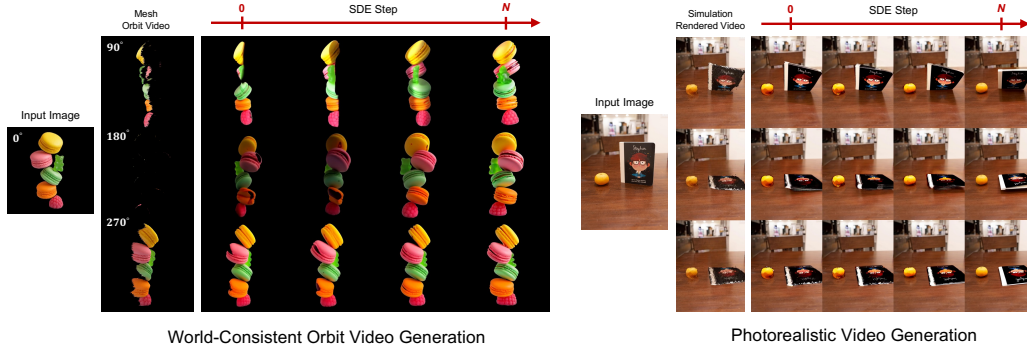 Mesh
Orbit Video
0
SDE Step
N
90°
Input Image
0°
180°
270°
World-Consistent Orbit Video Generation
Simulation
Rendered Video
0
SDE Step
N
Input Image
Stephen
Photorealistic Video Generation